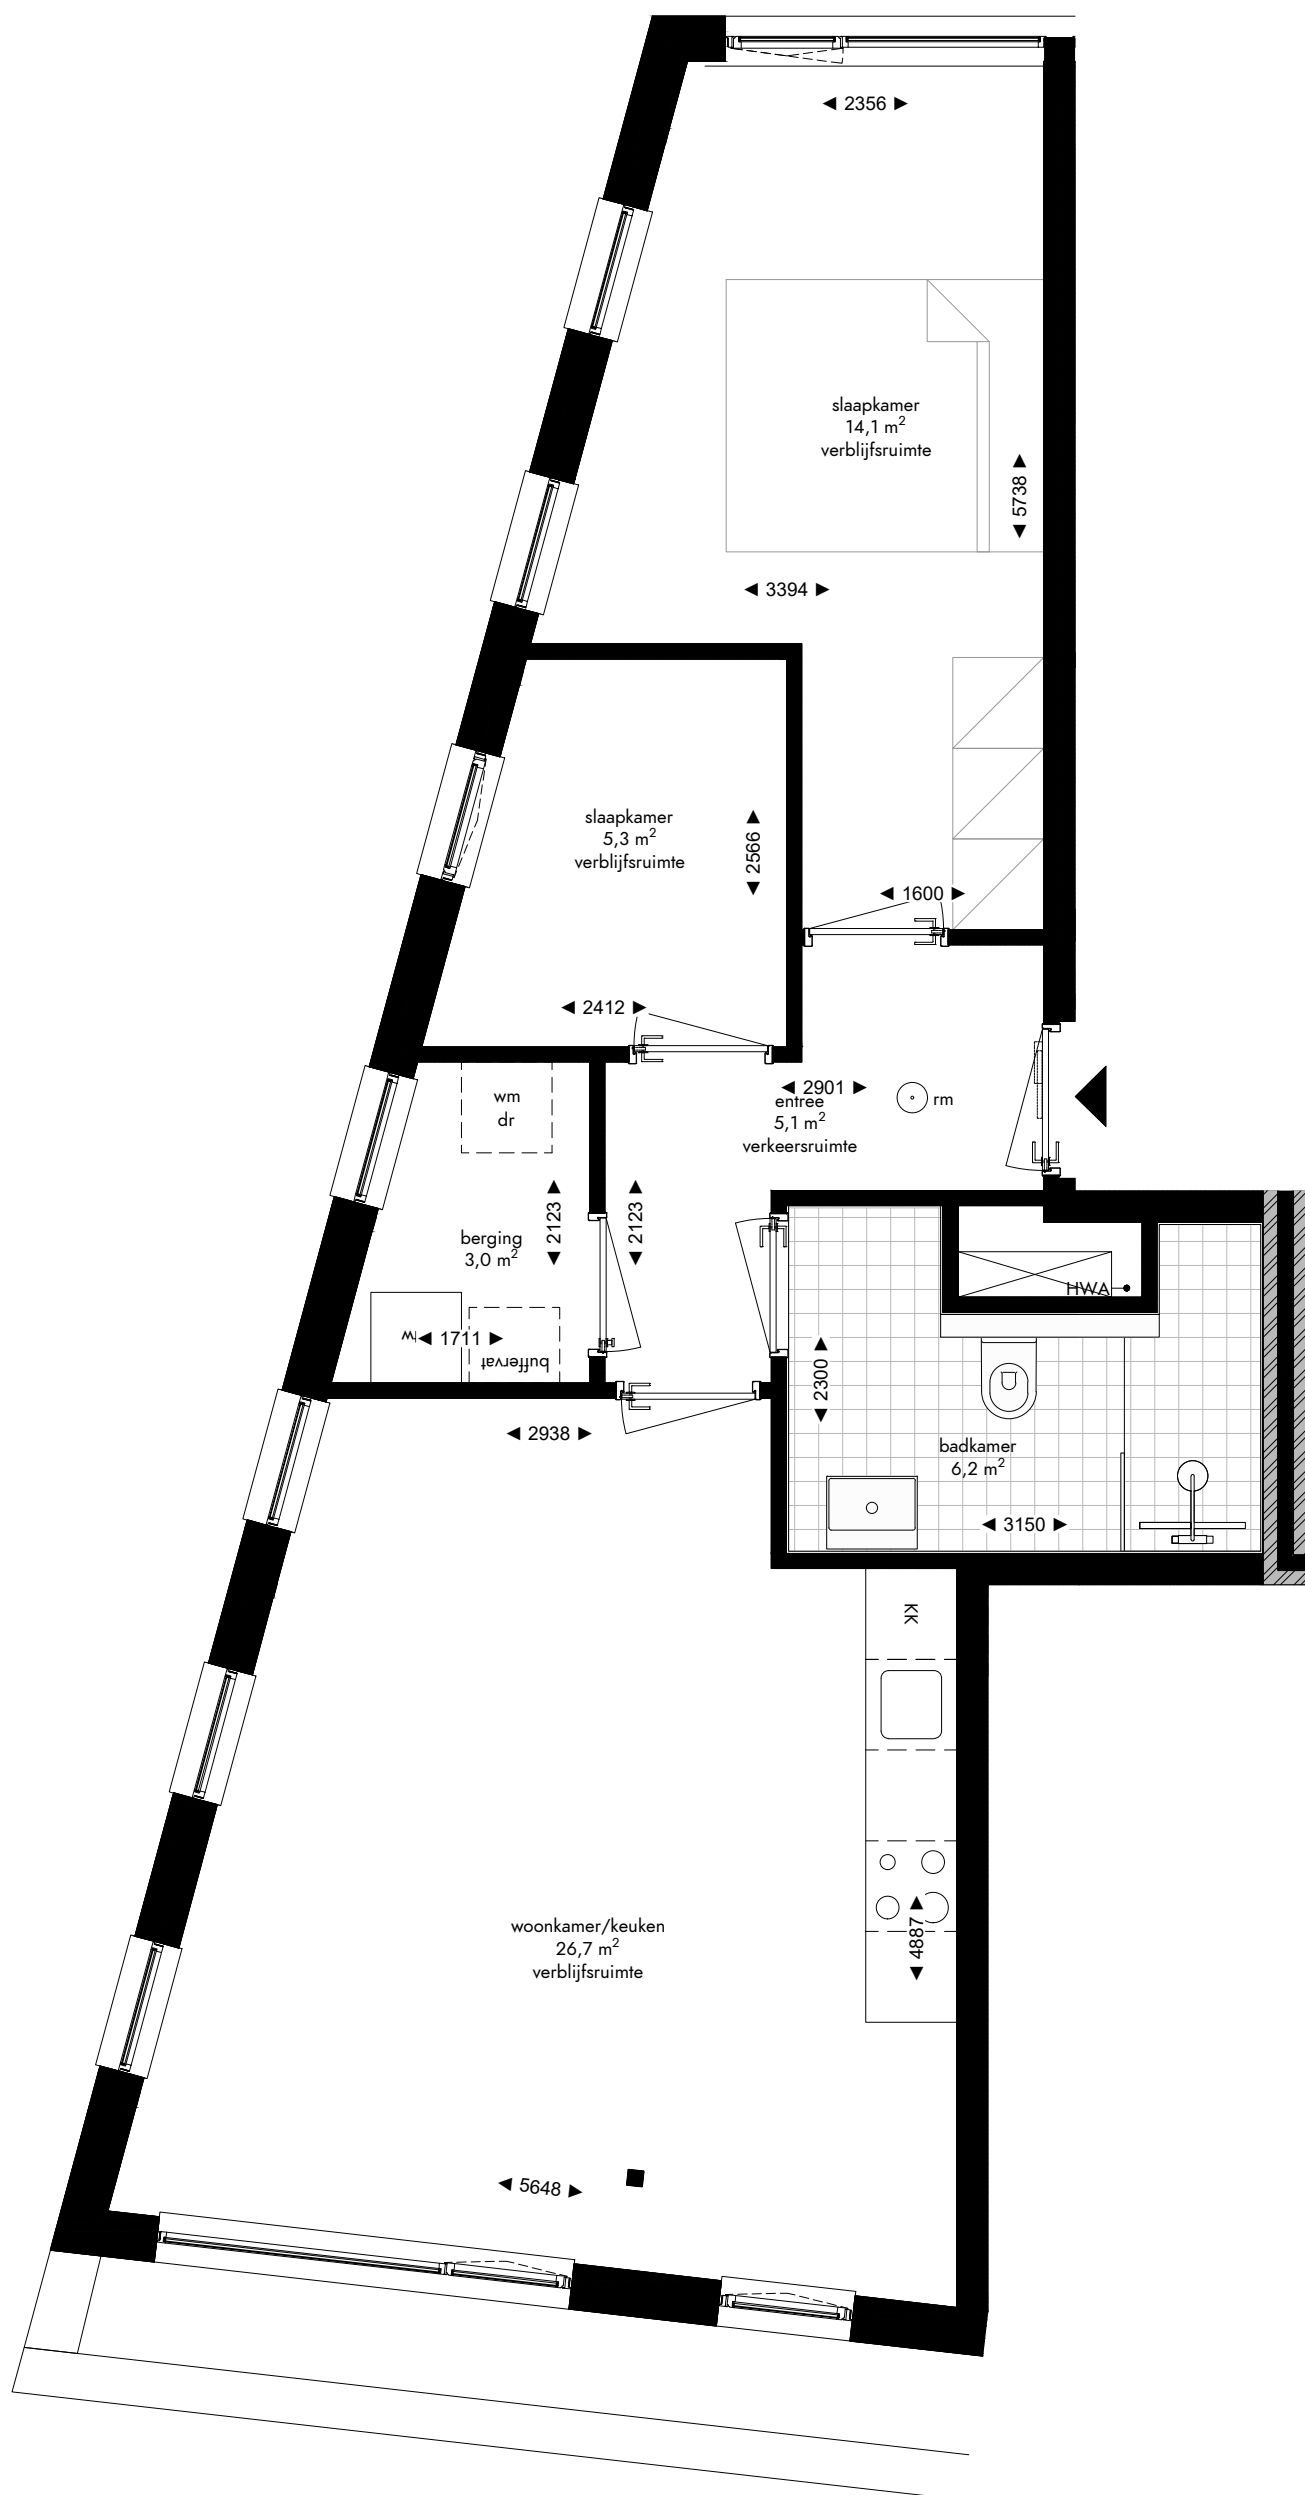 2356
slaapkamer
14,1 m²
verblijfsruimte
5738
3394
slaapkamer
5,3 m²
verblijfsruimte
2566
1600
2412
2901
entree
5,1 m²
verkeersruimte
rm
wm
dr
2123
2123
berging
3,0 m²
HWA
1711
buffervat
2300
2938
badkamer
6,2 m²
3150
KK
woonkamer/keuken
26,7 m²
verblijfsruimte
4887
5648